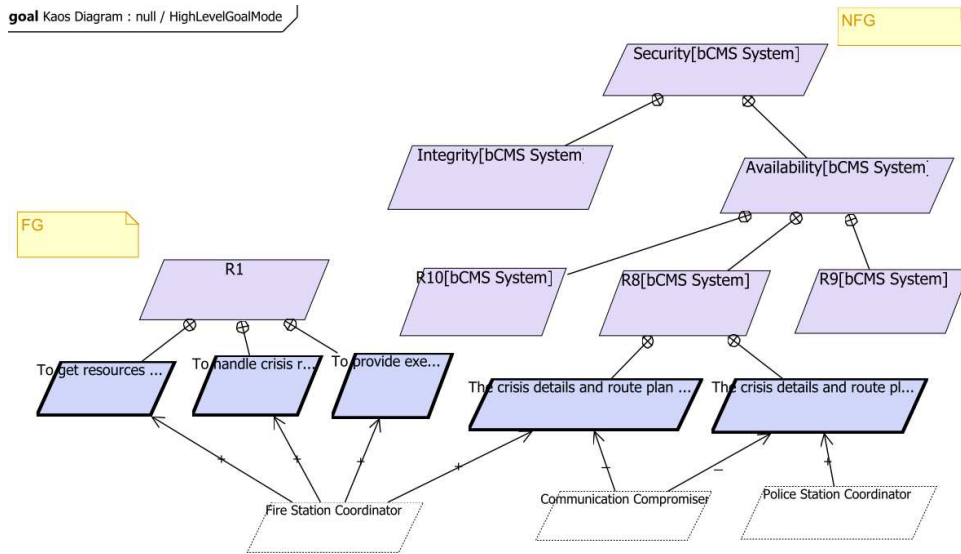 goal Kaos Diagram : null / HighLevelGoalMode
NFG
Security[bCMS System]
Integrity[bCMS System]
Availability[bCMS System]
FG
R1
R10[bCMS System]
R8[bCMS System]
R9[bCMS System]
To get resources ...
To handle crisis r...
To provide exe...
The crisis details and route plan ...
The crisis details and route pl...
Fire Station Coordinator
Communication Compromiser
Police Station Coordinator